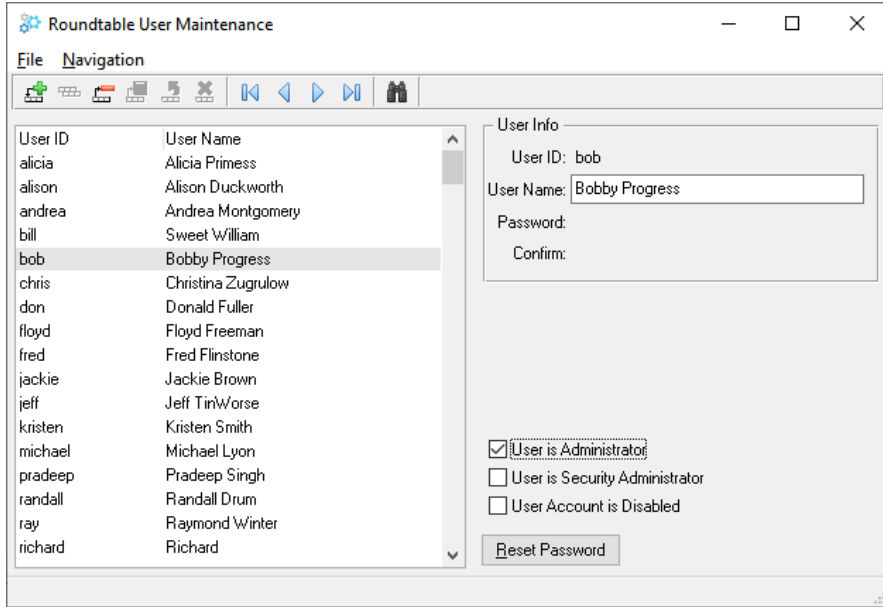 Roundtable User Maintenance
File Navigation
User ID User Name
alicia Alicia Primess
alison Alison Duckworth
andrea Andrea Montgomery
bill Sweet William
bob Bobby Progress
chris Christina Zugrulow
don Donald Fuller
floyd Floyd Freeman
fred Fred Flinstone
jackie Jackie Brown
jeff Jeff TinWorse
kristen Kristen Smith
michael Michael Lyon
pradeep Pradeep Singh
randall Randall Drum
ray Raymond Winter
richard Richard
User Info
User ID: bob
User Name: Bobby Progress
Password:
Confirm:
User is Administrator
User is Security Administrator
User Account is Disabled
Reset Password